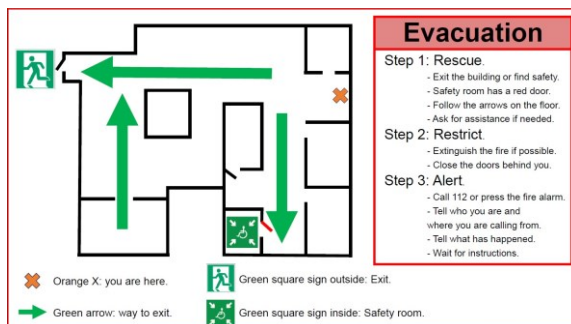 Evacuation
Step 1: Rescue.
- Exit the building or find safety.
- Safety room has a red door.
- Follow the arrows on the floor.
- Ask for assistance if needed.
Step 2: Restrict.
- Extinguish the fire if possible.
- Close the doors behind you.
Step 3: Alert.
- Call 112 or press the fire alarm.
- Tell who you are and
where you are calling from.
- Tell what has happened.
- Wait for instructions.
Orange X: you are here.
Green square sign outside: Exit.
Green arrow: way to exit.
Green square sign inside: Safety room.